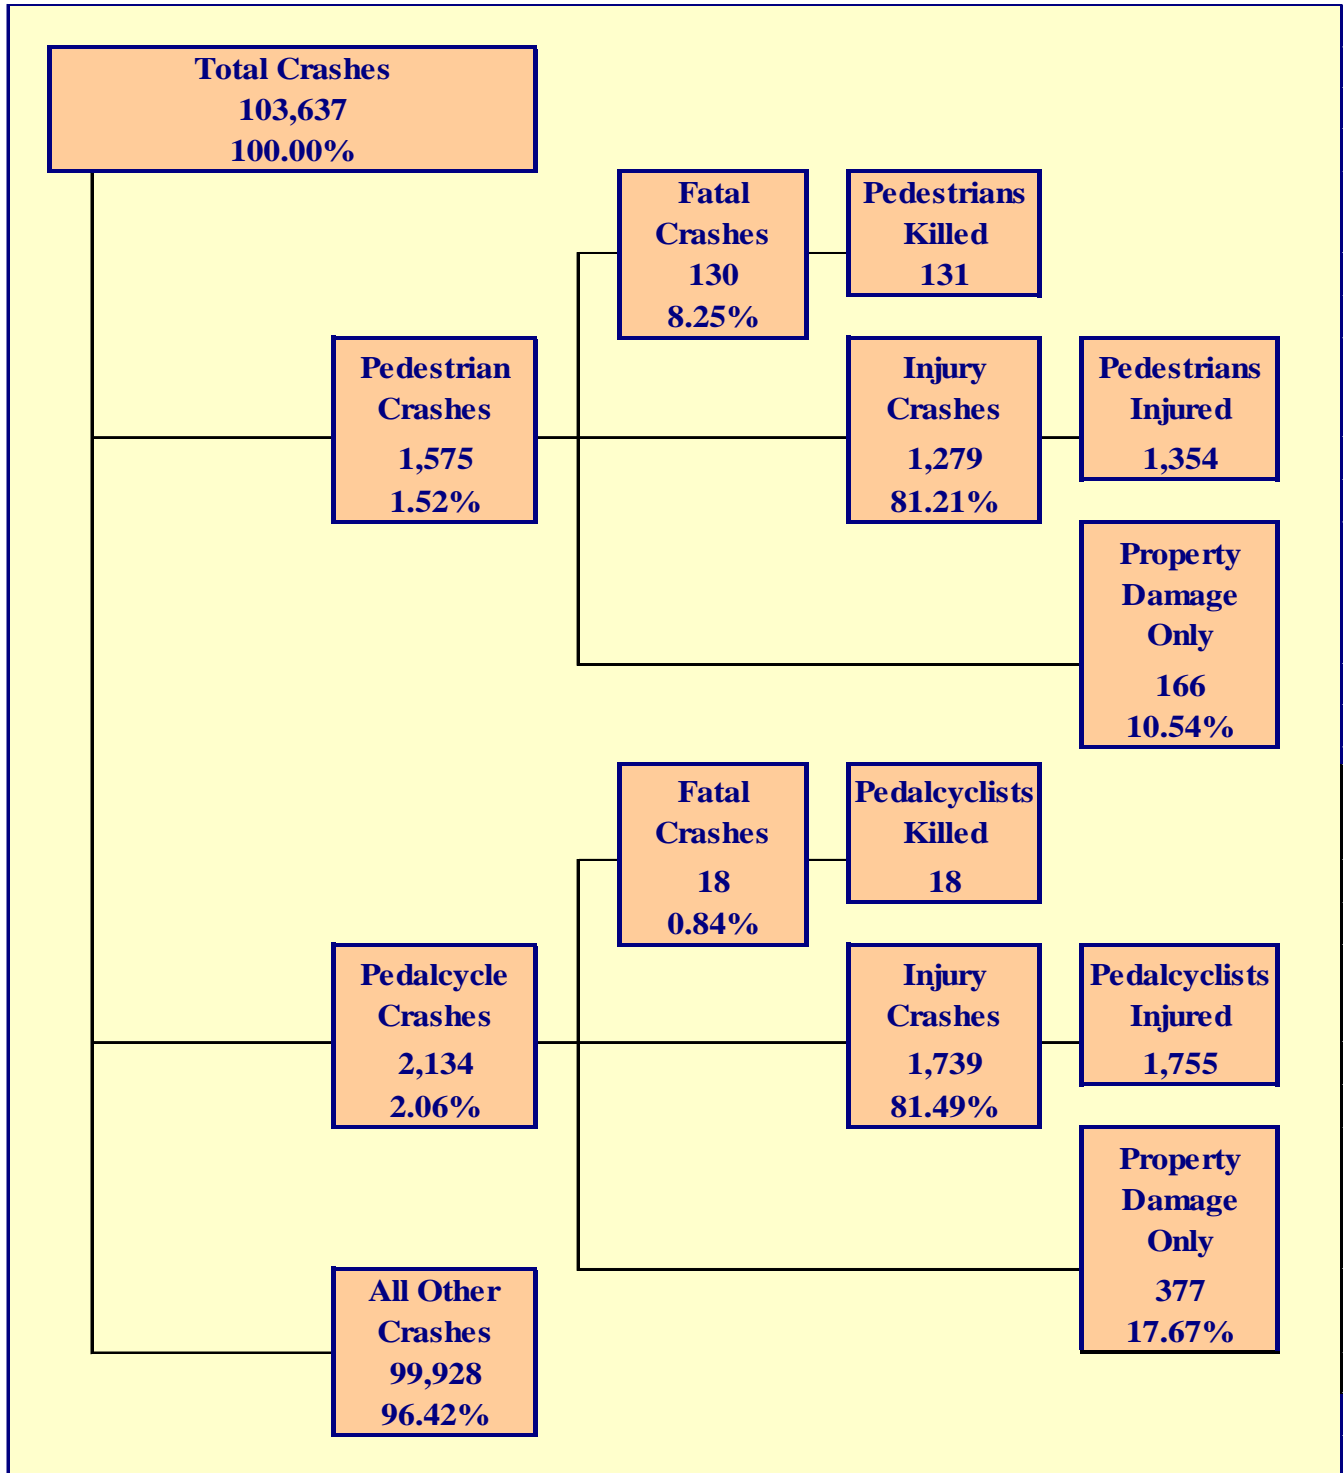 Total Crashes
103,637
100.00%
Fatal
Crashes
130
8.25%
Pedestrians
Killed
131
Pedestrian
Crashes
1,575
1.52%
Injury
Crashes
1,279
81.21%
Pedestrians
Injured
1,354
Property
Damage
Only
166
10.54%
Fatal
Crashes
18
0.84%
Pedalcyclists
Killed
18
Pedalcycle
Crashes
2,134
2.06%
Injury
Crashes
1,739
81.49%
Pedalcyclists
Injured
1,755
Property
Damage
Only
377
17.67%
All Other
Crashes
99,928
96.42%